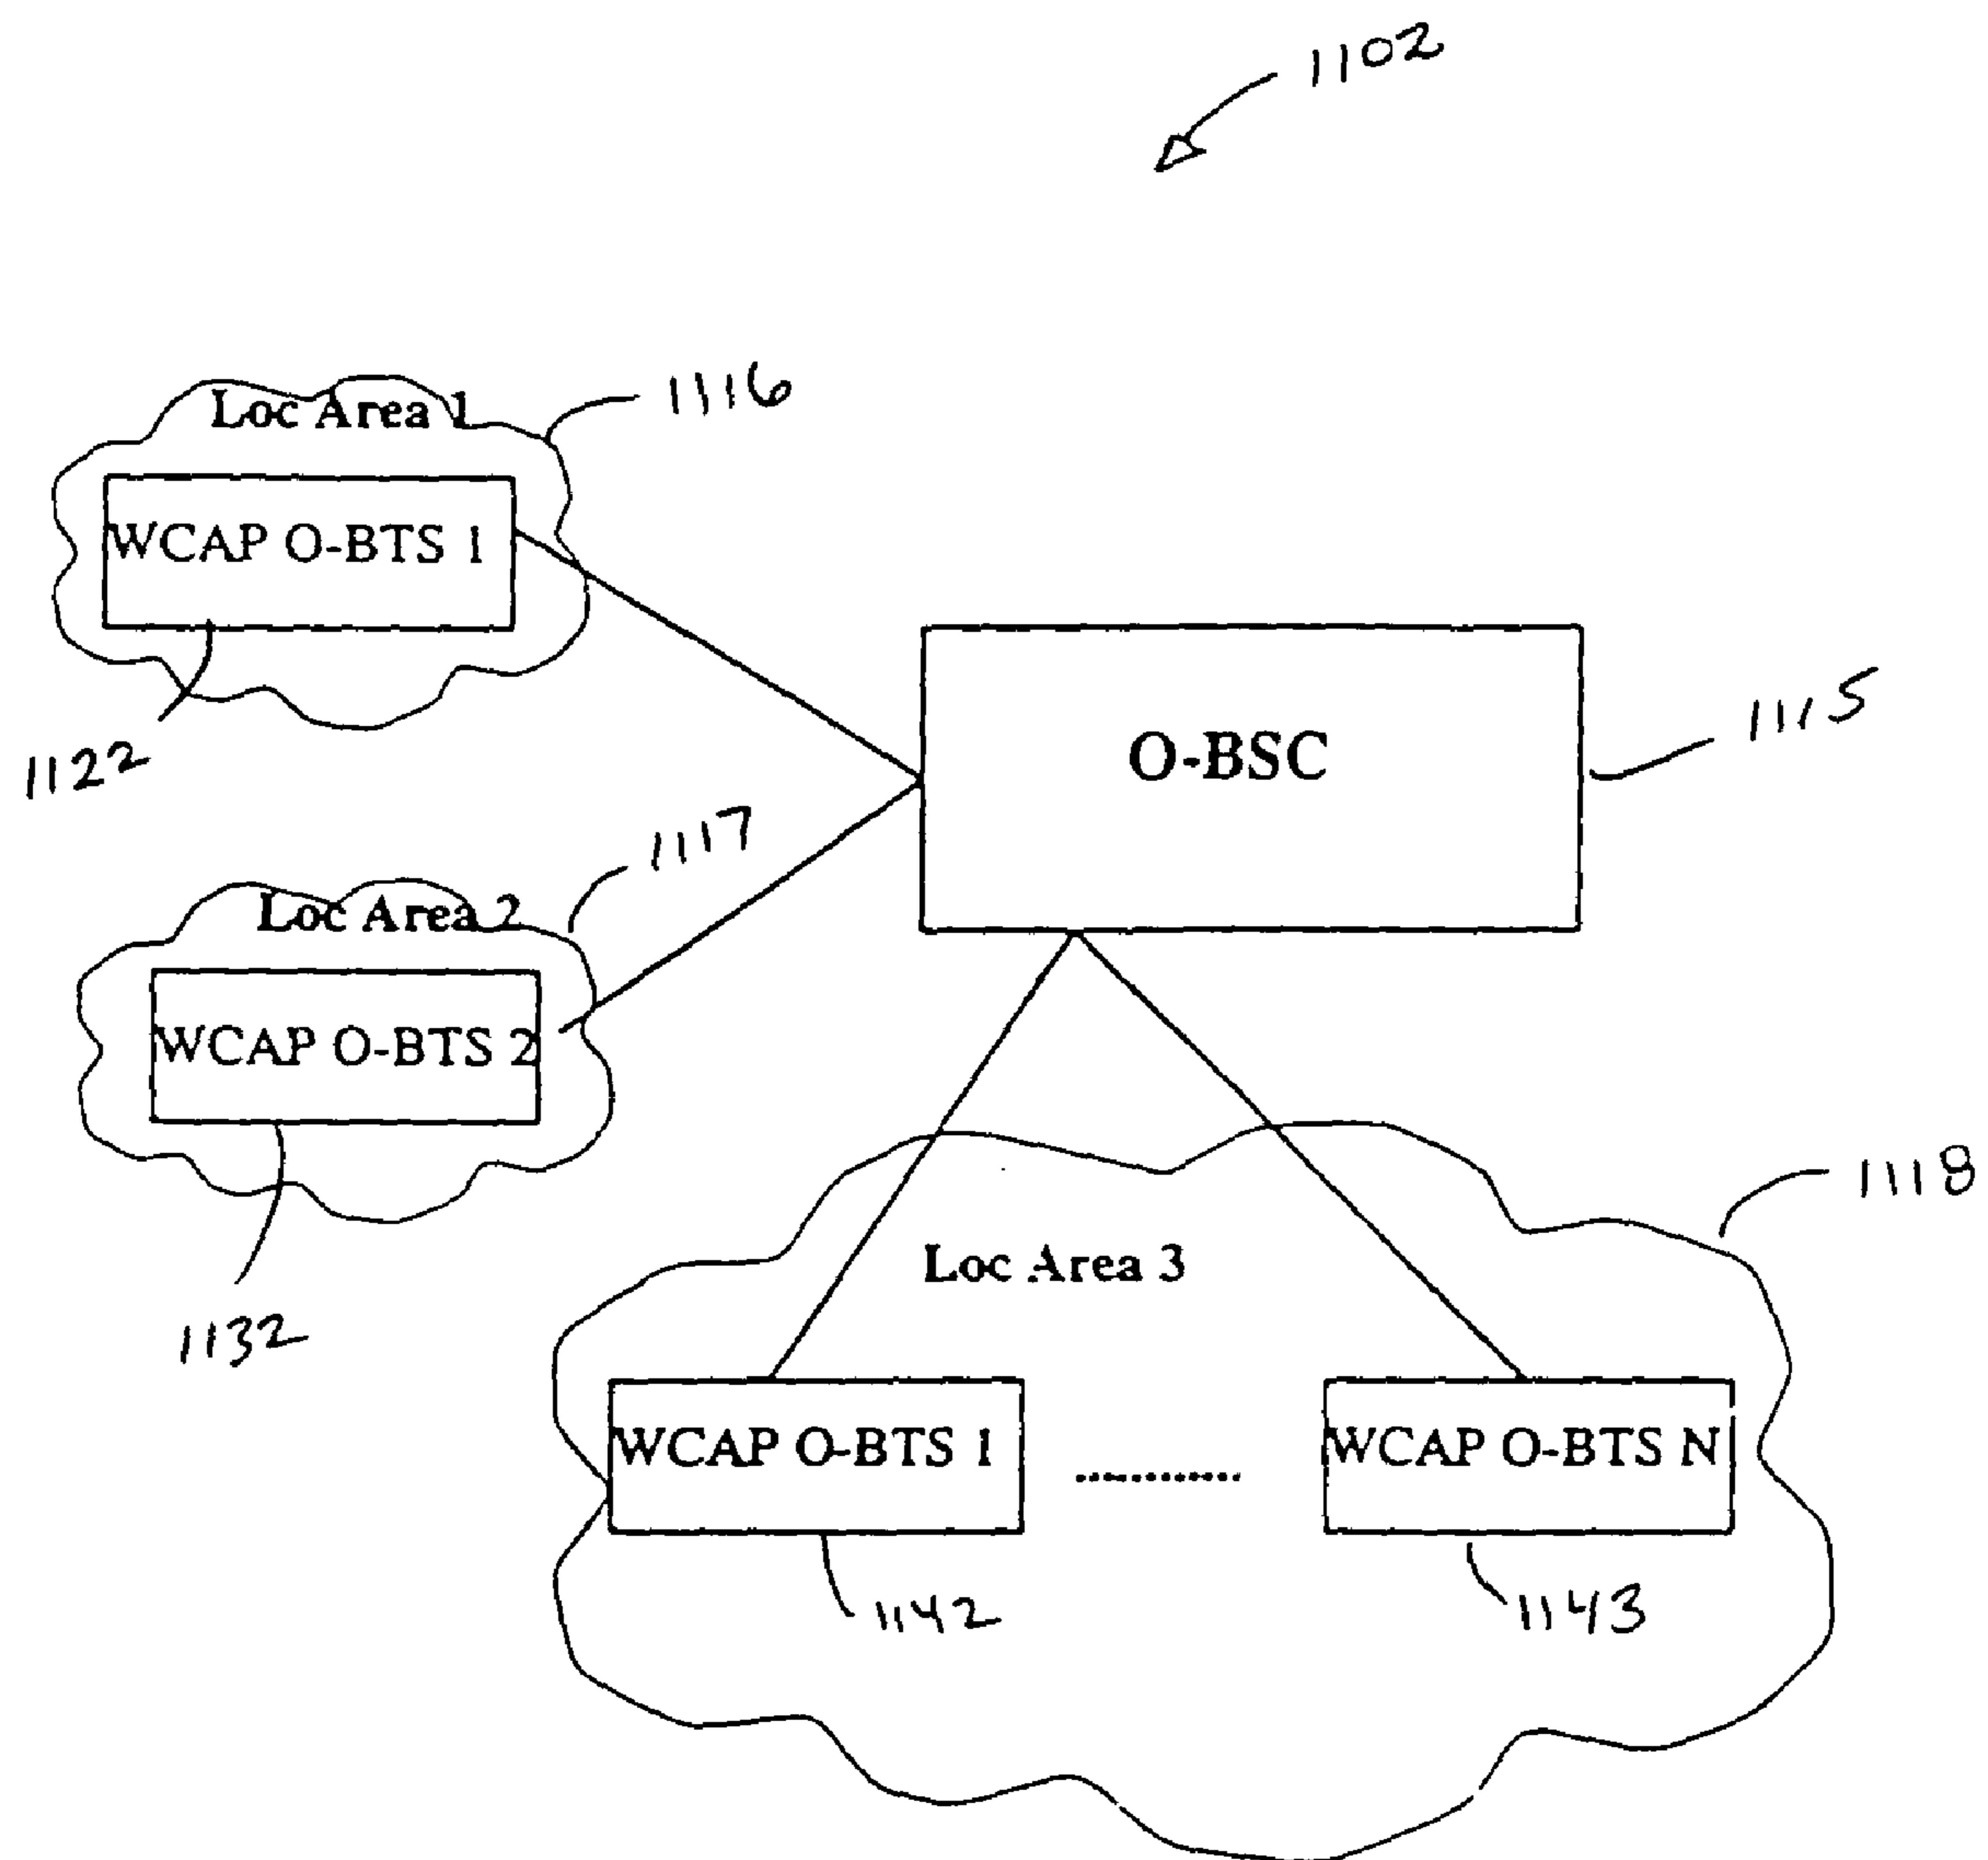 1102
Loc Area 1
1116
WCAP O-BTS 1
1122
O-BSC
1115
1117
Loc Area 2
WCAP O-BTS 2
1132
1118
Loc Area 3
WCAP O-BTS 1
............
WCAP O-BTS N
1142
1143